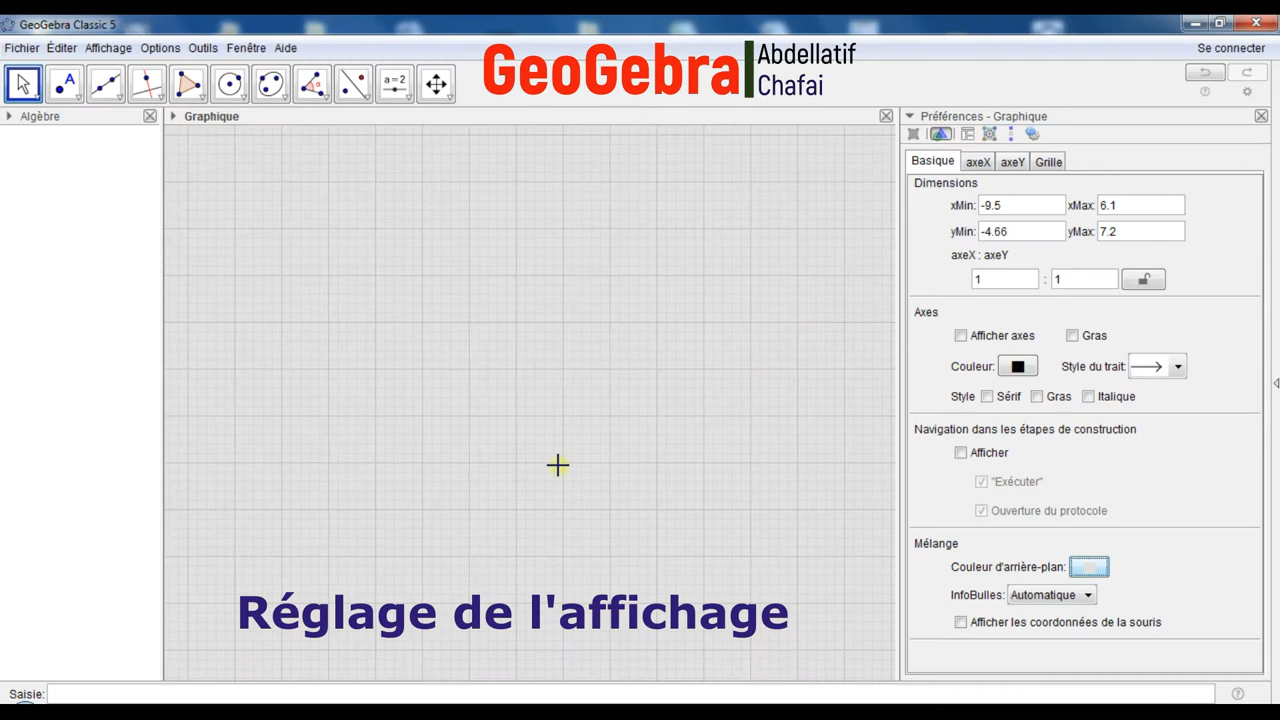 GeoGebra Classic 5
Fichier Éditer Affichage Options Outils Fenêtre Aide
Se connecter
GeoGebra
Abdellatif
Chafai
A
a=2
Algèbre
Graphique
Préférences - Graphique
Basique axeX axeY Grille
Dimensions
xMin: -9.5 xMax: 6.1
yMin: -4.66 yMax: 7.2
axeX : axeY
1 : 1
Axes
Afficher axes Gras
Couleur: Style du trait:
Style Sérif Gras Italique
Navigation dans les étapes de construction
Afficher
"Exécuter"
Ouverture du protocole
Mélange
Couleur d'arrière-plan:
InfoBulles: Automatique
Afficher les coordonnées de la souris
Réglage de l'affichage
Saisie: